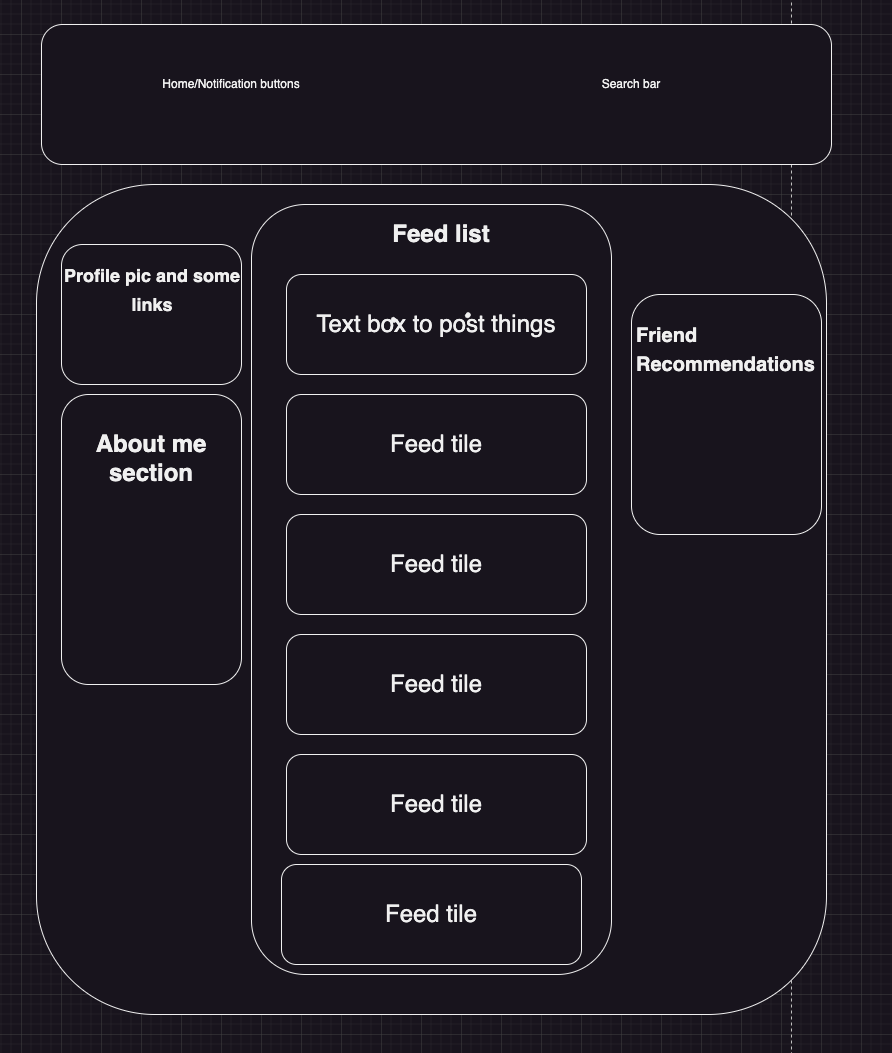 Home/Notification buttons
Search bar
Profile pic and some
links
About me
section
Feed list
Text box to post things
Feed tile
Feed tile
Feed tile
Feed tile
Feed tile
Friend
Recommendations